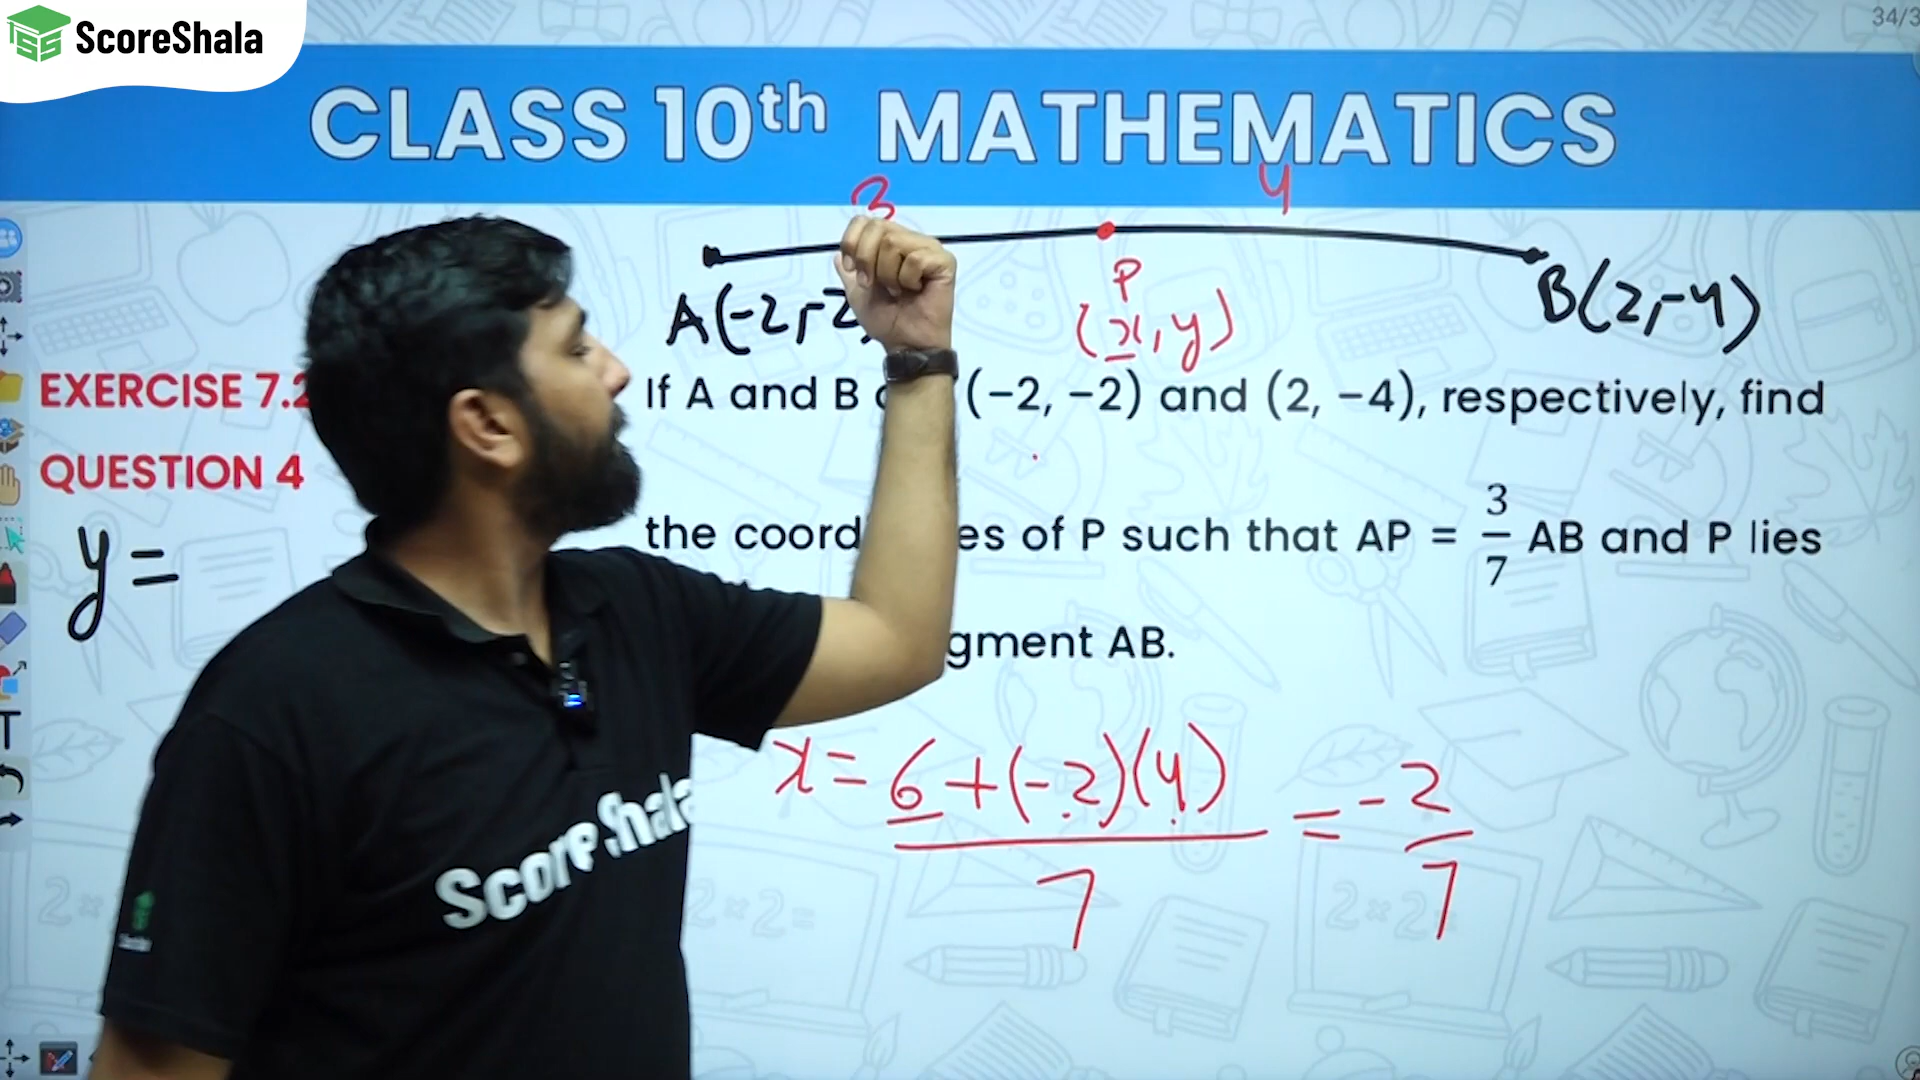 ScoreShala
34/3
CLASS 10th MATHEMATICS
3 4
A(-2,-2 P B(2,-4)
(x, y)
EXERCISE 7.2 If A and B (−2, −2) and (2, −4), respectively, find
QUESTION 4
the coord es of P such that AP = 3/7 AB and P lies
y =
gment AB.
x = 6+(-2)(4)/7 = -2/7
Score Shala